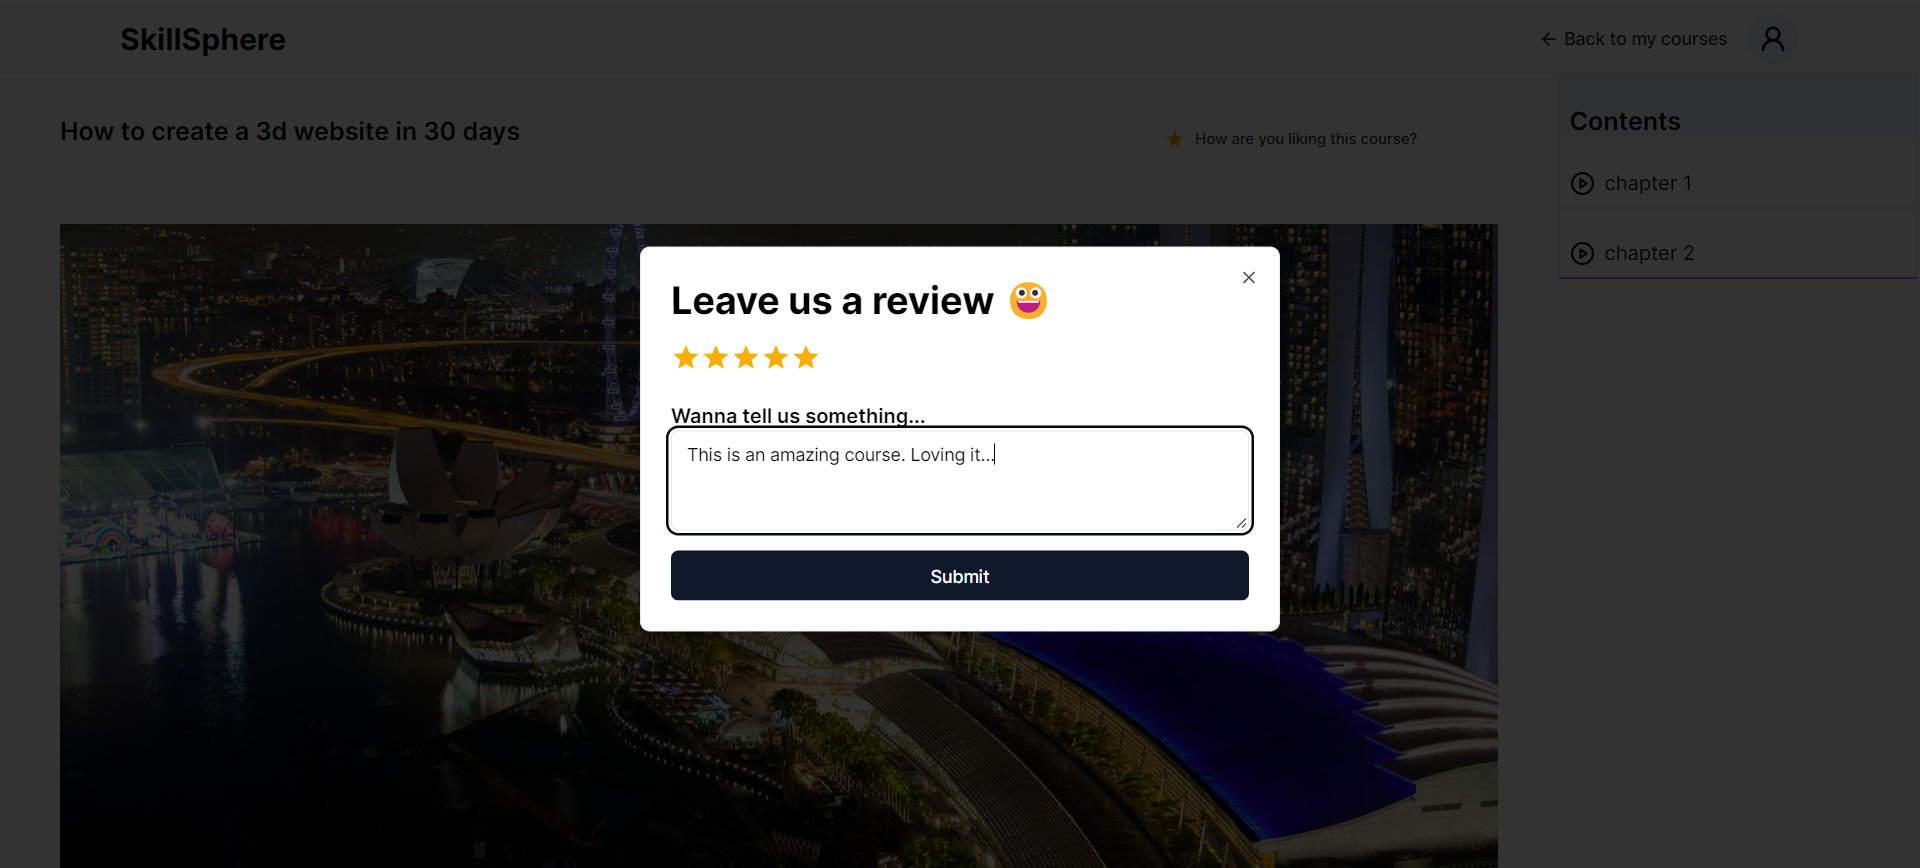 SkillSphere
Back to my courses
How to create a 3d website in 30 days
How are you liking this course?
Contents
chapter 1
chapter 2
Leave us a review
Wanna tell us something...
This is an amazing course. Loving it...
Submit